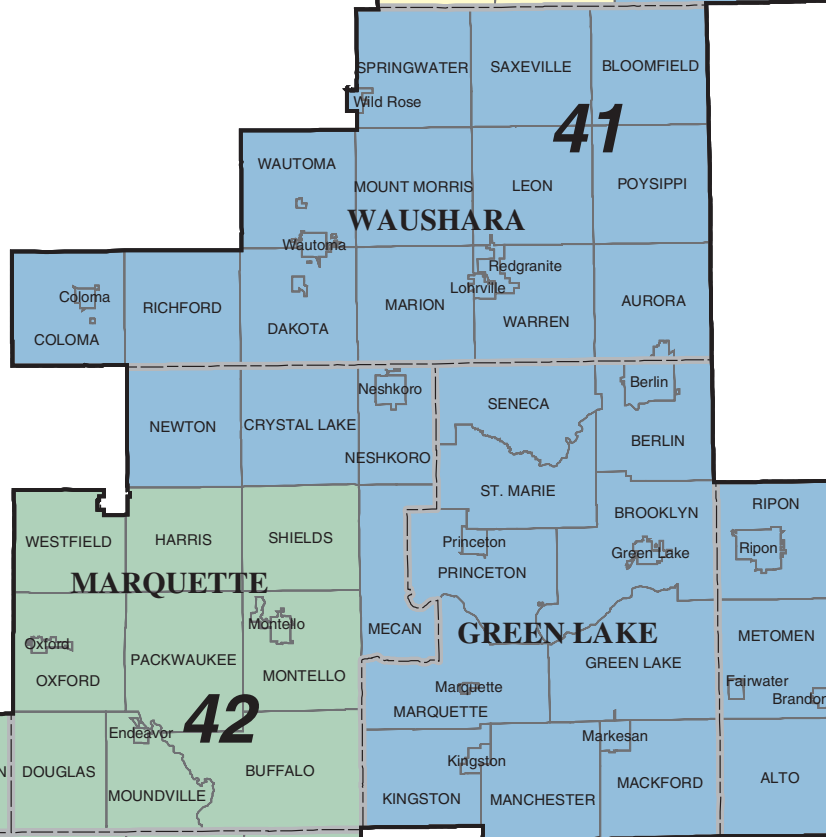 SPRINGWATER
SAXEVILLE
BLOOMFIELD
Wild Rose
41
WAUTOMA
MOUNT MORRIS
LEON
POYSIPPI
WAUSHARA
Wautoma
Redgranite
Coloma
Lohrville
RICHFORD
MARION
AURORA
WARREN
DAKOTA
COLOMA
Neshkoro
Berlin
SENECA
NEWTON
CRYSTAL LAKE
BERLIN
NESHKORO
ST. MARIE
RIPON
BROOKLYN
WESTFIELD
HARRIS
SHIELDS
Princeton
Green Lake
Ripon
PRINCETON
MARQUETTE
Montello
MECAN
GREEN LAKE
METOMEN
Oxford
PACKWAUKEE
GREEN LAKE
MONTELLO
OXFORD
Marquette
Fairwater
Brandon
MARQUETTE
42
Endeavor
Markesan
Kingston
N
DOUGLAS
BUFFALO
ALTO
MACKFORD
MOUNDVILLE
KINGSTON
MANCHESTER